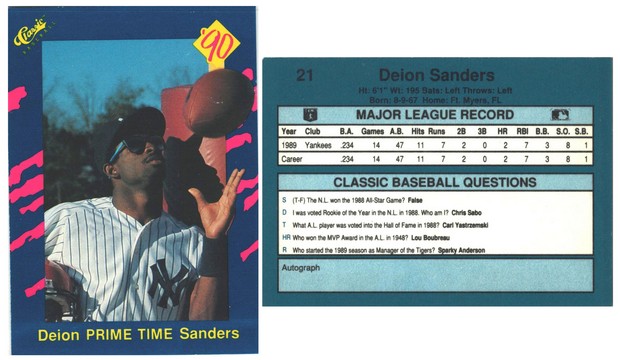 Classic
BASEBALL
'90
NY
Deion PRIME TIME Sanders
21
Deion Sanders
Ht: 6'1" Wt: 195 Bats: Left Throws: Left
Born: 8-9-67 Home: Ft. Myers, FL
MAJOR LEAGUE RECORD
Year Club B.A. Games A.B. Hits Runs 2B 3B HR RBI B.B. S.O. S.B.
1989 Yankees .234 14 47 11 7 2 0 2 7 3 8 1
Career .234 14 47 11 7 2 0 2 7 3 8 1
CLASSIC BASEBALL QUESTIONS
S (T-F) The N.L. won the 1988 All-Star Game? False
D I was voted Rookie of the Year in the N.L. in 1988. Who am I? Chris Sabo
T What A.L. player was voted into the Hall of Fame in 1988? Carl Yastrzemski
HR Who won the MVP Award in the A.L. in 1948? Lou Boubreau
R Who started the 1989 season as Manager of the Tigers? Sparky Anderson
Autograph